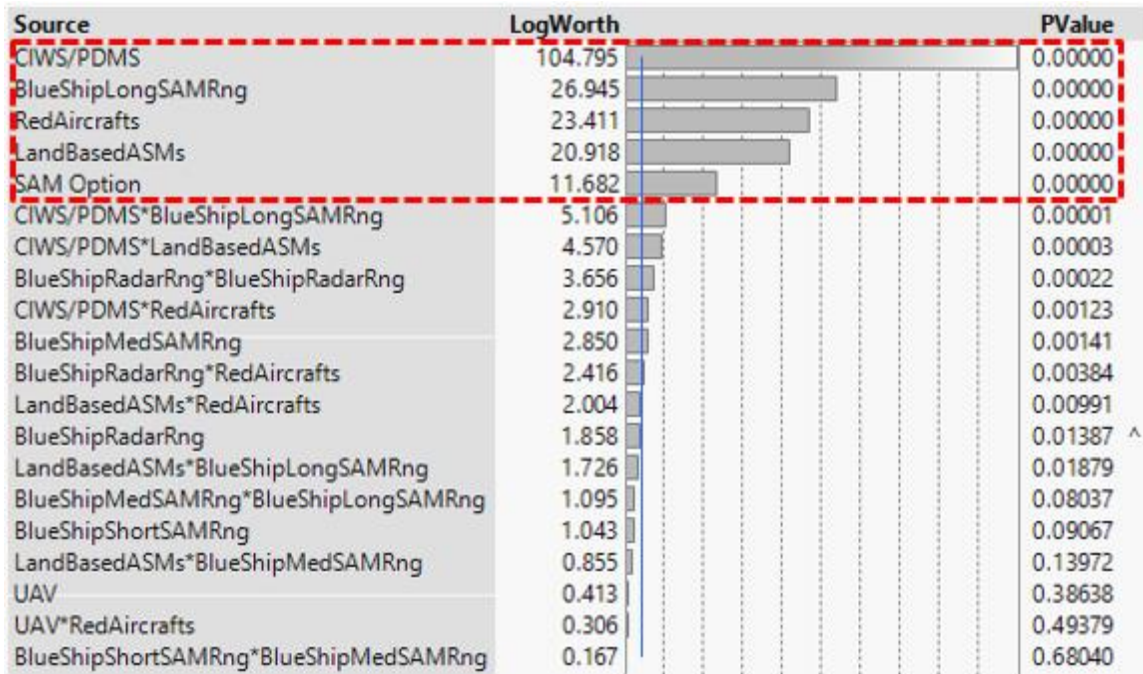 Source LogWorth PValue
CIWS/PDMS 104.795 0.00000
BlueShipLongSAMRng 26.945 0.00000
RedAircrafts 23.411 0.00000
LandBasedASMs 20.918 0.00000
SAM Option 11.682 0.00000
CIWS/PDMS*BlueShipLongSAMRng 5.106 0.00001
CIWS/PDMS*LandBasedASMs 4.570 0.00003
BlueShipRadarRng*BlueShipRadarRng 3.656 0.00022
CIWS/PDMS*RedAircrafts 2.910 0.00123
BlueShipMedSAMRng 2.850 0.00141
BlueShipRadarRng*RedAircrafts 2.416 0.00384
LandBasedASMs*RedAircrafts 2.004 0.00991
BlueShipRadarRng 1.858 0.01387 ^
LandBasedASMs*BlueShipLongSAMRng 1.726 0.01879
BlueShipMedSAMRng*BlueShipLongSAMRng 1.095 0.08037
BlueShipShortSAMRng 1.043 0.09067
LandBasedASMs*BlueShipMedSAMRng 0.855 0.13972
UAV 0.413 0.38638
UAV*RedAircrafts 0.306 0.49379
BlueShipShortSAMRng*BlueShipMedSAMRng 0.167 0.68040